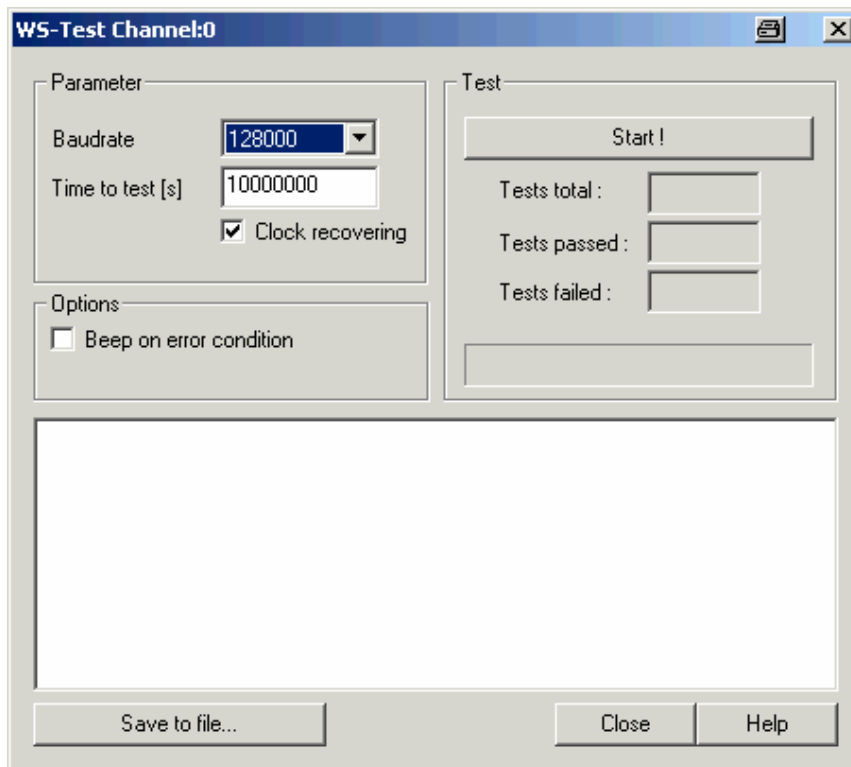 WS-Test Channel:0
Parameter
Baudrate 128000
Time to test [s] 10000000
Clock recovering
Options
Beep on error condition
Test
Start !
Tests total :
Tests passed :
Tests failed :
Save to file...
Close
Help